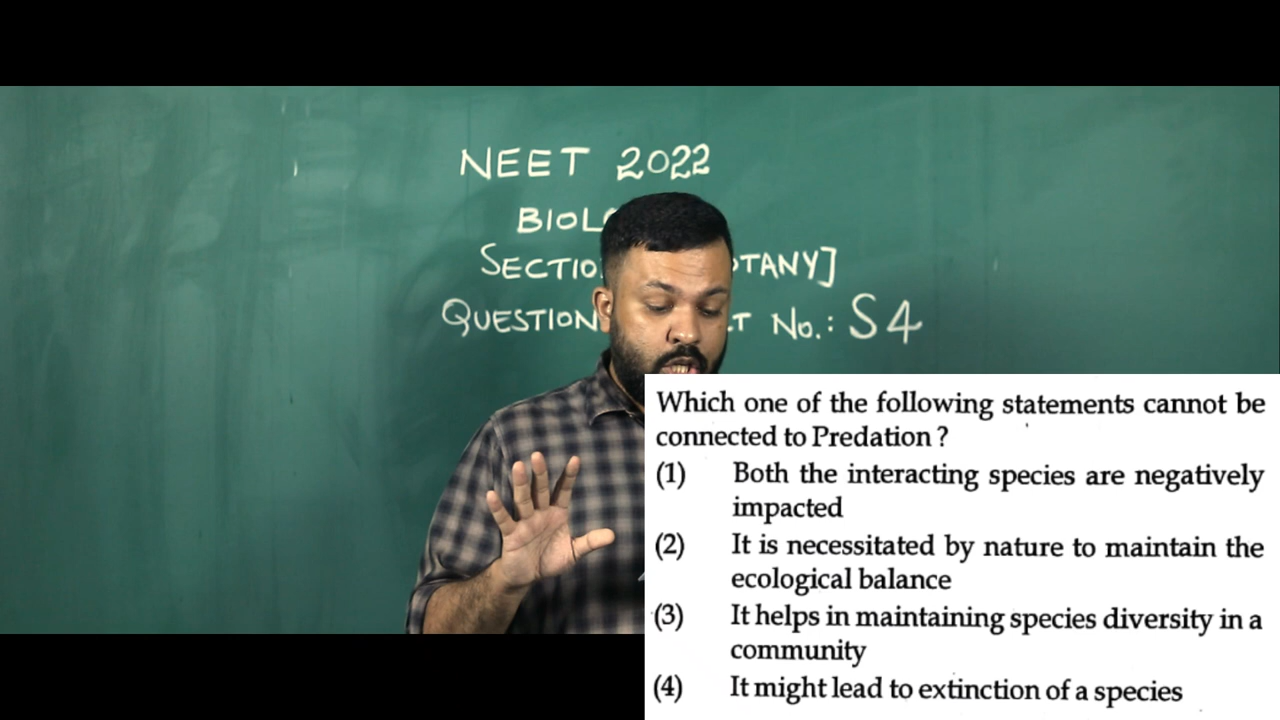 NEET 2022
BIOL
SECTIO OTANY]
QUESTION T No.: S4
Which one of the following statements cannot be
connected to Predation ?
(1) Both the interacting species are negatively
impacted
(2) It is necessitated by nature to maintain the
ecological balance
(3) It helps in maintaining species diversity in a
community
(4) It might lead to extinction of a species